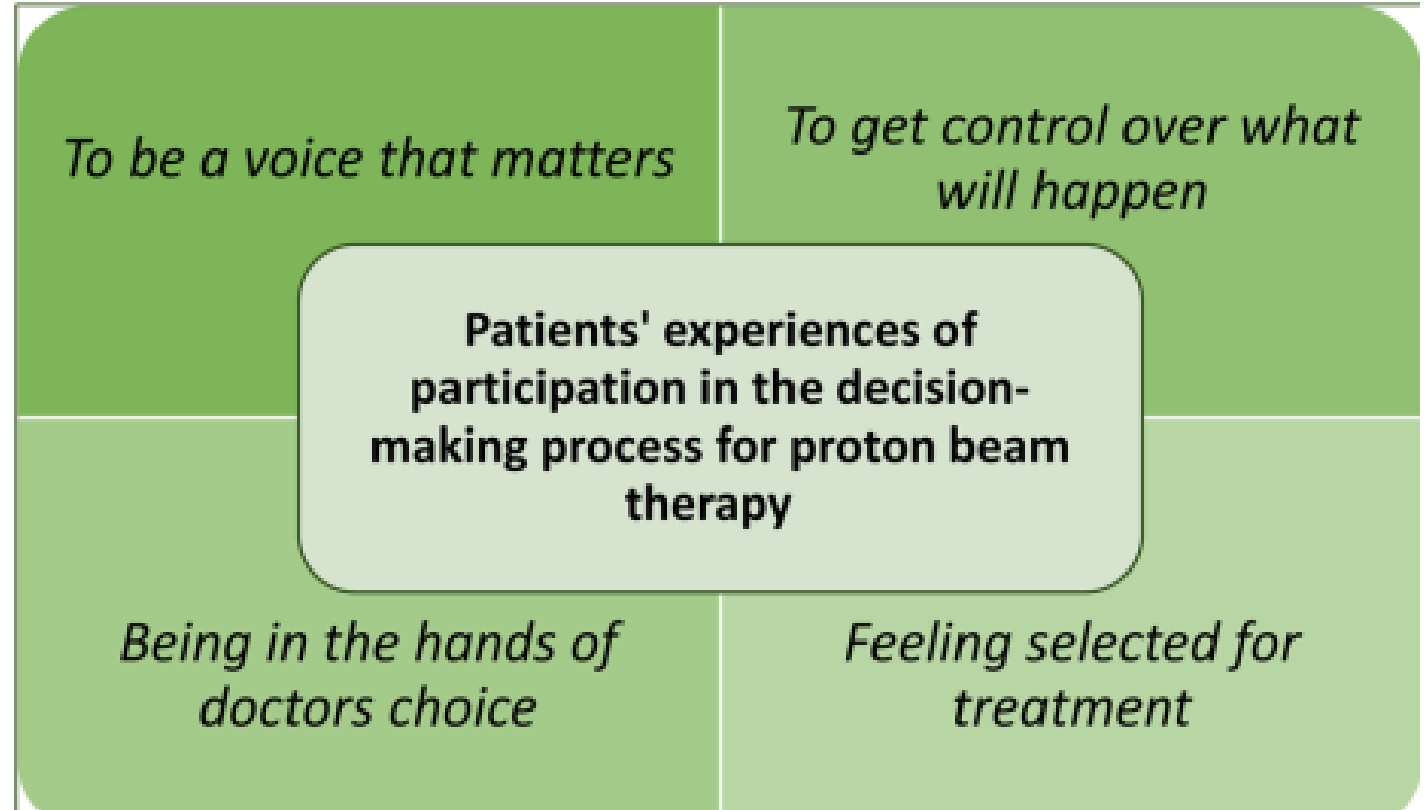 To be a voice that matters
To get control over what
will happen
Patients' experiences of
participation in the decision-
making process for proton beam
therapy
Being in the hands of
doctors choice
Feeling selected for
treatment